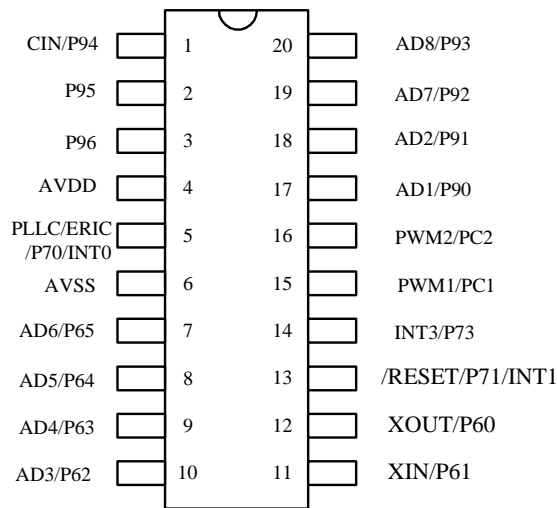 CIN/P94 1 20 AD8/P93
P95 2 19 AD7/P92
P96 3 18 AD2/P91
AVDD 4 17 AD1/P90
PLLC/ERIC
/P70/INT0 5 16 PWM2/PC2
AVSS 6 15 PWM1/PC1
AD6/P65 7 14 INT3/P73
AD5/P64 8 13 /RESET/P71/INT1
AD4/P63 9 12 XOUT/P60
AD3/P62 10 11 XIN/P61